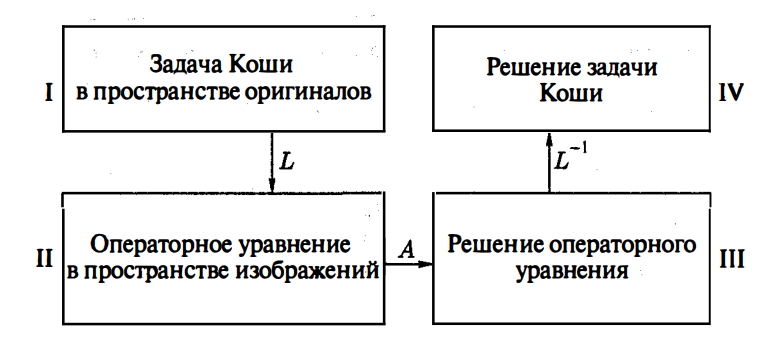 I
Задача Коши
в пространстве оригиналов
Решение задачи
Коши
IV
L
L⁻¹
II
Операторное уравнение
в пространстве изображений
A
Решение операторного
уравнения
III